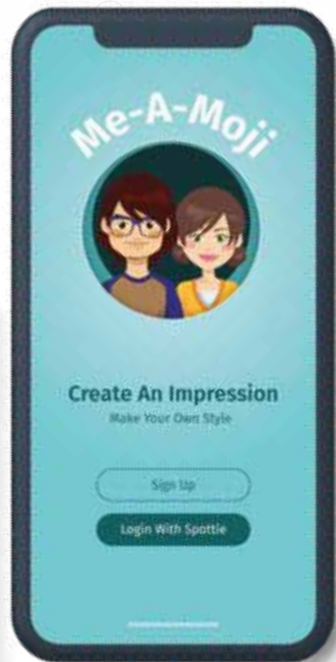 Me-A-Moji
Create An Impression
Make Your Own Style
Sign Up
Login With Spottie